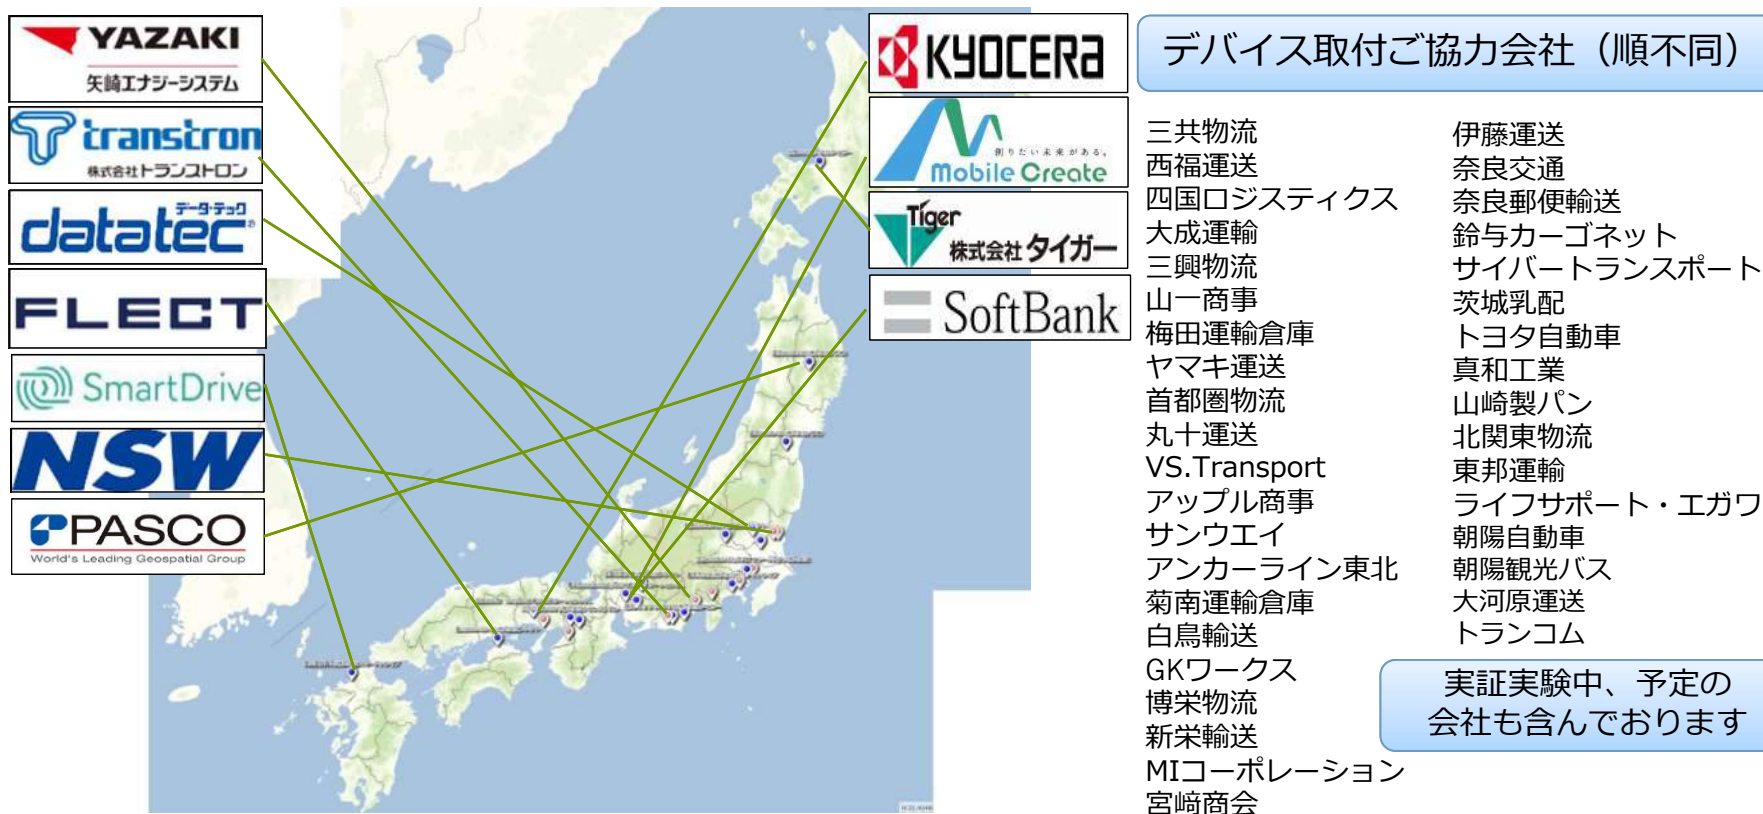 YAZAKI
矢崎エナジーシステム
transtron
株式会社トランストロン
データ・テック
datatec®
FLECT
SmartDrive
NSW
PASCO
World's Leading Geospatial Group
KYOCERA
創りたい未来がある。
Mobile Create
Tiger
株式会社タイガー
SoftBank
デバイス取付ご協力会社（順不同）
三共物流
西福運送
四国ロジスティクス
大成運輸
三興物流
山一商事
梅田運輸倉庫
ヤマキ運送
首都圏物流
丸十運送
VS.Transport
アップル商事
サンウエイ
アンカーライン東北
菊南運輸倉庫
白鳥輸送
GKワークス
博栄物流
新栄輸送
MIコーポレーション
宮﨑商会
伊藤運送
奈良交通
奈良郵便輸送
鈴与カーゴネット
サイバートランスポート
茨城乳配
トヨタ自動車
真和工業
山崎製パン
北関東物流
東邦運輸
ライフサポート・エガワ
朝陽自動車
朝陽観光バス
大河原運送
トランコム
実証実験中、予定の
会社も含んでおります